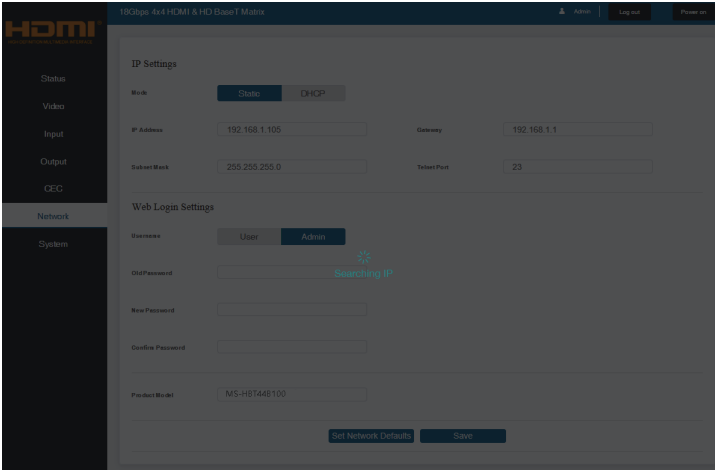 18Gbps 4x4 HDMI & HD BaseT Matrix
Admin
Log out
Power on
HDMI
Status
Video
Input
Output
CEC
Network
System
IP Settings
Mode
Static
DHCP
IP Address
192.168.1.105
Gateway
192.168.1.1
Subnet Mask
255.255.255.0
Telnet Port
23
Web Login Settings
Username
User
Admin
Searching IP
Old Password
New Password
Confirm Password
Product Model
MS-HBT448100
Set Network Defaults
Save